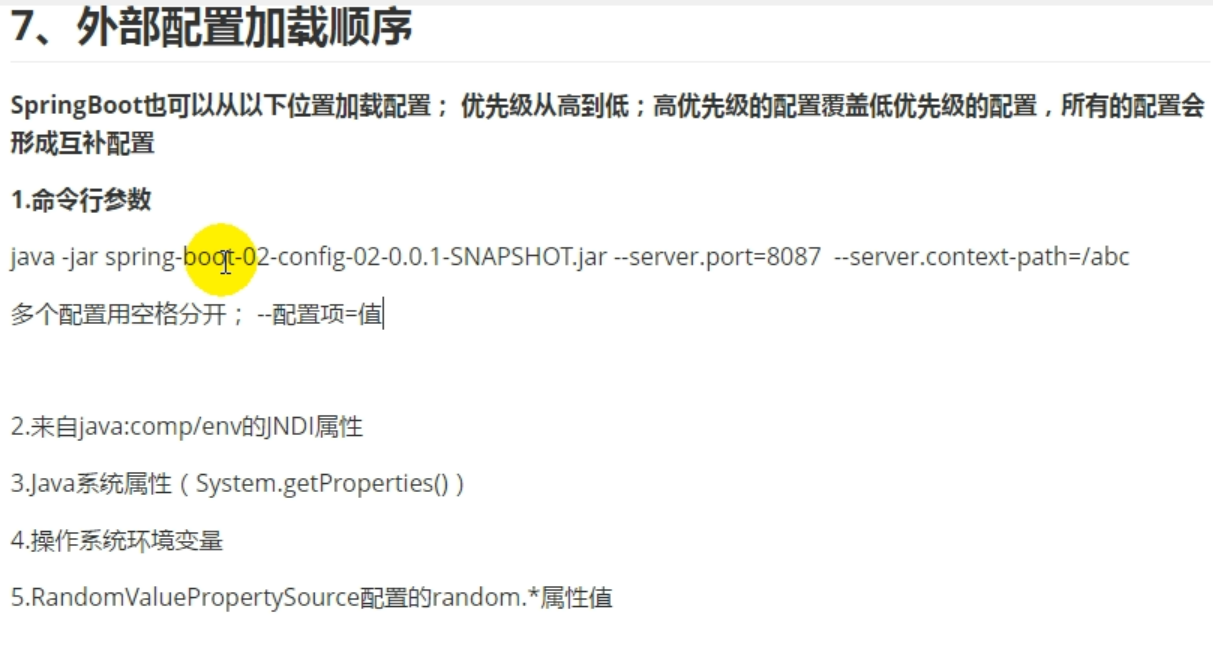 7、外部配置加载顺序
SpringBoot也可以从以下位置加载配置； 优先级从高到低；高优先级的配置覆盖低优先级的配置，所有的配置会
形成互补配置
1.命令行参数
java -jar spring-boot-02-config-02-0.0.1-SNAPSHOT.jar --server.port=8087  --server.context-path=/abc
多个配置用空格分开； --配置项=值
2.来自java:comp/env的JNDI属性
3.Java系统属性（System.getProperties()）
4.操作系统环境变量
5.RandomValuePropertySource配置的random.*属性值